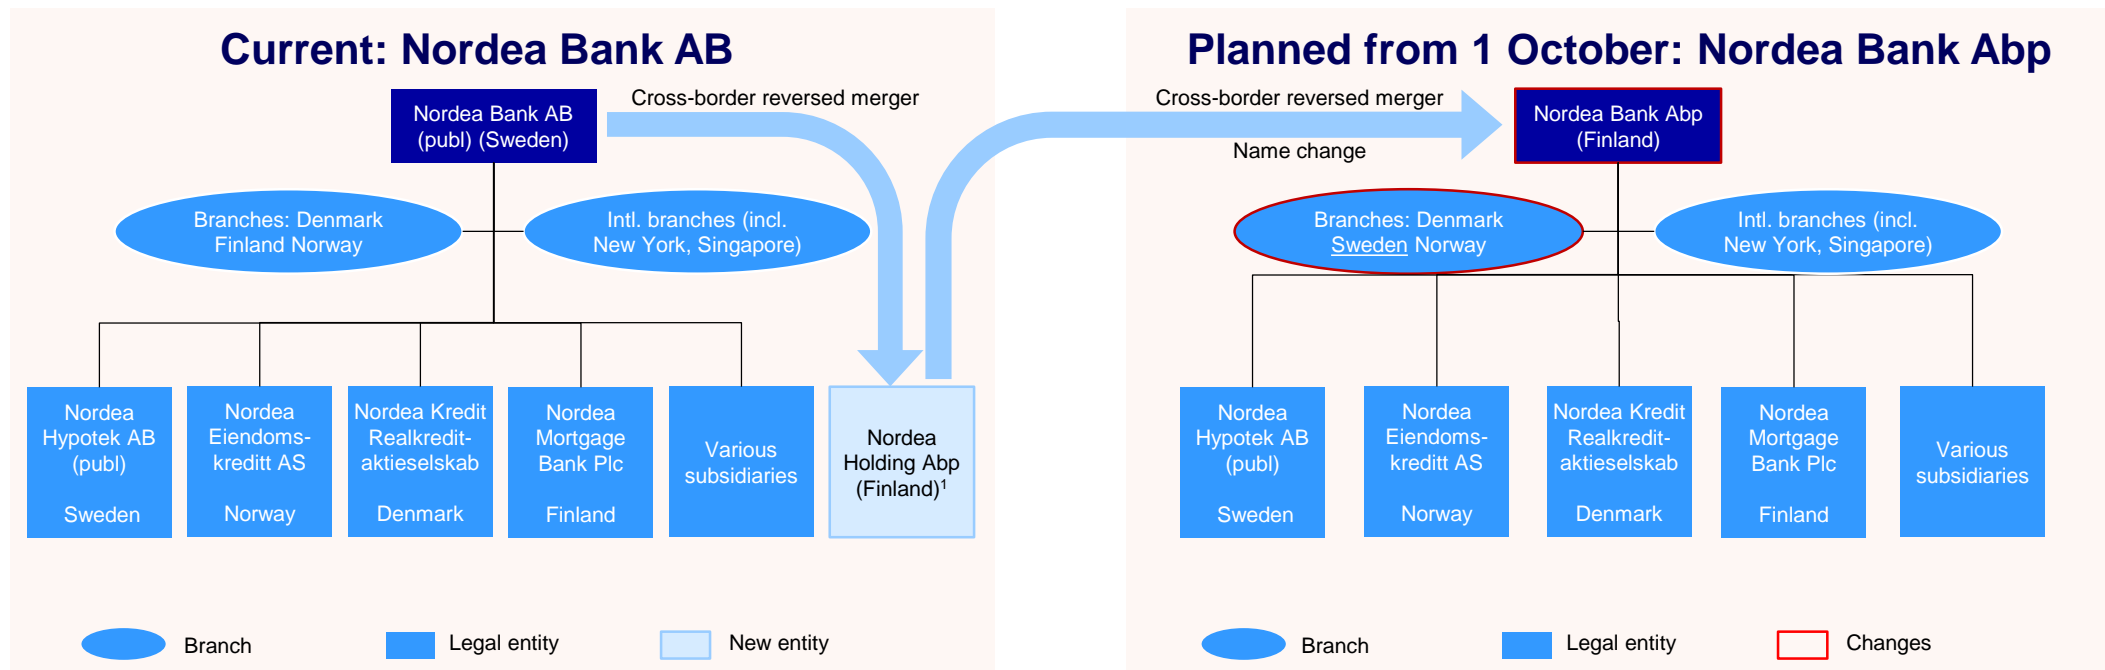 Current: Nordea Bank AB
Cross-border reversed merger
Nordea Bank AB
(publ) (Sweden)
Branches: Denmark
Finland Norway
Intl. branches (incl.
New York, Singapore)
Nordea
Hypotek AB
(publ)
Sweden
Nordea
Eiendoms-
kreditt AS
Norway
Nordea Kredit
Realkredit-
aktieselskab
Denmark
Nordea
Mortgage
Bank Plc
Finland
Various
subsidiaries
Nordea
Holding Abp
(Finland)¹
Branch
Legal entity
New entity
Planned from 1 October: Nordea Bank Abp
Cross-border reversed merger
Name change
Nordea Bank Abp
(Finland)
Branches: Denmark
Sweden Norway
Intl. branches (incl.
New York, Singapore)
Nordea
Hypotek AB
(publ)
Sweden
Nordea
Eiendoms-
kreditt AS
Norway
Nordea Kredit
Realkredit-
aktieselskab
Denmark
Nordea
Mortgage
Bank Plc
Finland
Various
subsidiaries
Branch
Legal entity
Changes